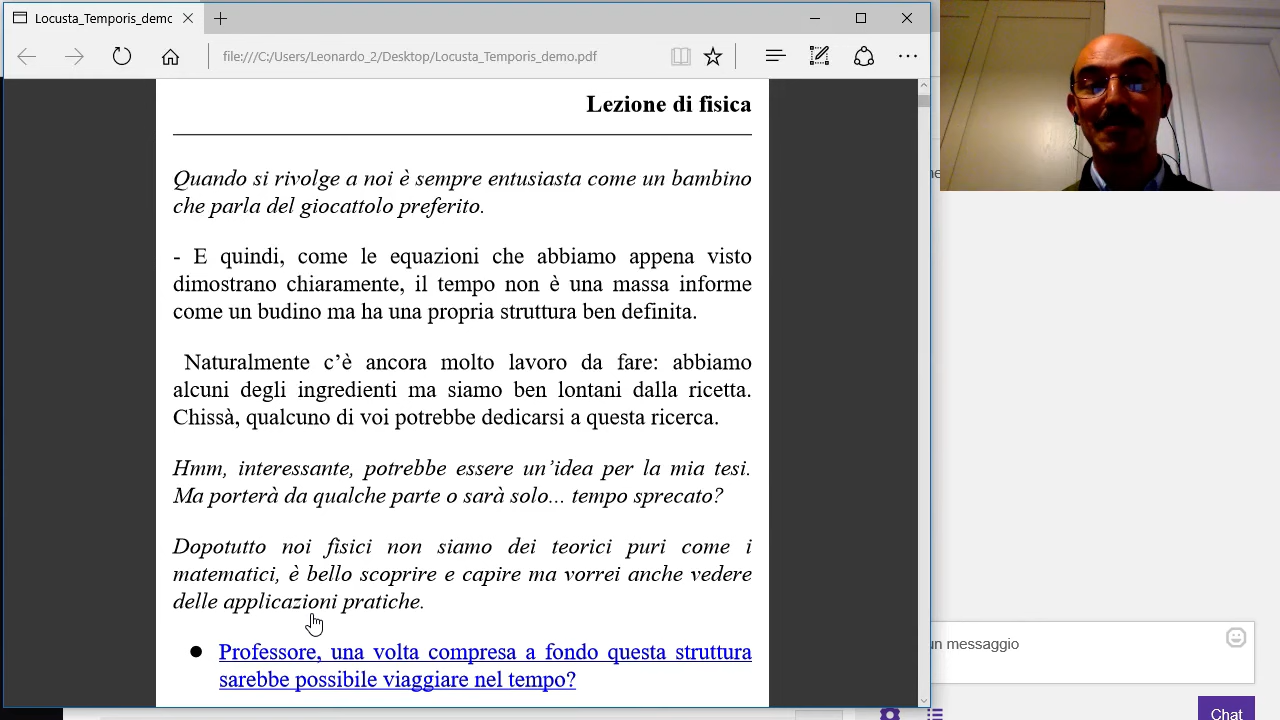 Locusta_Temporis_demo
file:///C:/Users/Leonardo_2/Desktop/Locusta_Temporis_demo.pdf
Lezione di fisica
Quando si rivolge a noi è sempre entusiasta come un bambino
che parla del giocattolo preferito.
- E quindi, come le equazioni che abbiamo appena visto
dimostrano chiaramente, il tempo non è una massa informe
come un budino ma ha una propria struttura ben definita.
Naturalmente c’è ancora molto lavoro da fare: abbiamo
alcuni degli ingredienti ma siamo ben lontani dalla ricetta.
Chissà, qualcuno di voi potrebbe dedicarsi a questa ricerca.
Hmm, interessante, potrebbe essere un’idea per la mia tesi.
Ma porterà da qualche parte o sarà solo... tempo sprecato?
Dopotutto noi fisici non siamo dei teorici puri come i
matematici, è bello scoprire e capire ma vorrei anche vedere
delle applicazioni pratiche.
● Professore, una volta compresa a fondo questa struttura
sarebbe possibile viaggiare nel tempo?
un messaggio
Chat